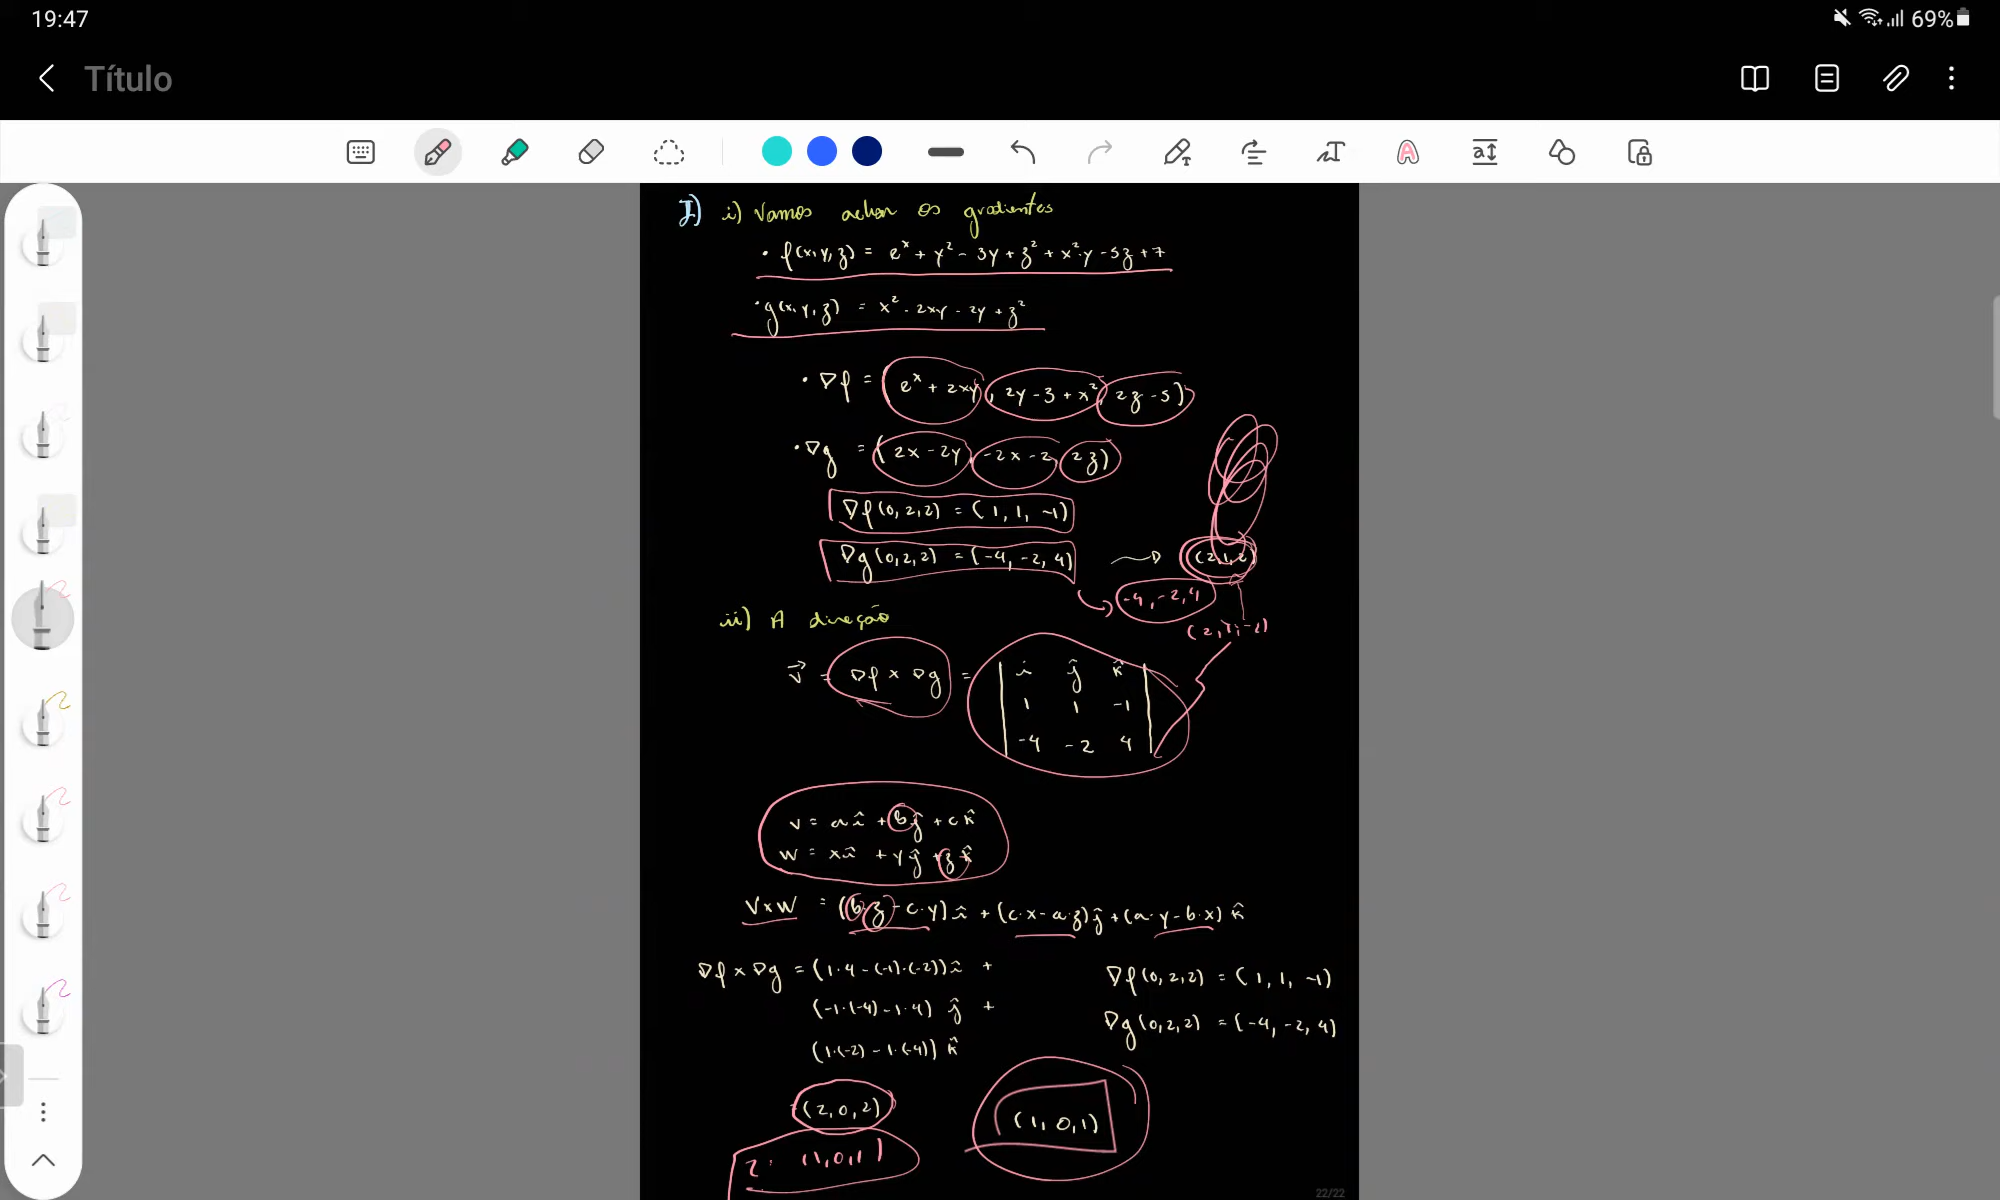 19:47
69%
Título
I) i) Vamos achar os gradientes
• f(x,y,z) = eˣ + y² - 3y + z² + x²·y - 5z + 7
• g(x,y,z) = x² - 2xy - 2y + z²
• ∇f = (eˣ + 2xy, 2y - 3 + x², 2z - 5)
• ∇g = (2x - 2y, -2x - 2, 2z)
∇f(0,2,2) = (1, 1, -1)
∇g(0,2,2) = (-4, -2, 4)
-4, -2, 4
ii) A direção
v⃗ = ∇f × ∇g =
i ĵ k̂
1 1 -1
-4 -2 4
v = aî + bĵ + ck̂
w = xî + yĵ + zk̂
v×w = (b·z - c·y)î + (c·x - a·z)ĵ + (a·y - b·x)k̂
∇f × ∇g = (1·4 - (-1)·(-2))î +
(-1·(-4) - 1·4) ĵ +
(1·(-2) - 1·(-4)) k̂
∇f(0,2,2) = (1, 1, -1)
∇g(0,2,2) = (-4, -2, 4)
=(2,0,2)
(1,0,1)
2· (1,0,1)
22/22